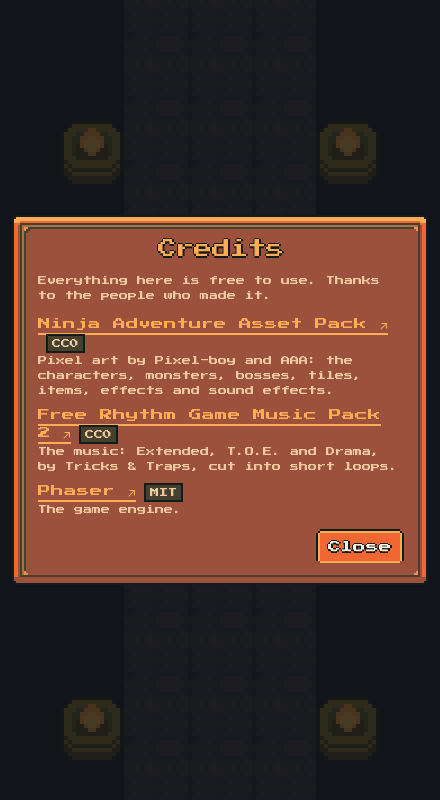 Credits
Everything here is free to use. Thanks
to the people who made it.
Ninja Adventure Asset Pack ↗
CC0
Pixel art by Pixel-boy and AAA: the
characters, monsters, bosses, tiles,
items, effects and sound effects.
Free Rhythm Game Music Pack
2 ↗ CC0
The music: Extended, T.O.E. and Drama,
by Tricks & Traps, cut into short loops.
Phaser ↗ MIT
The game engine.
Close